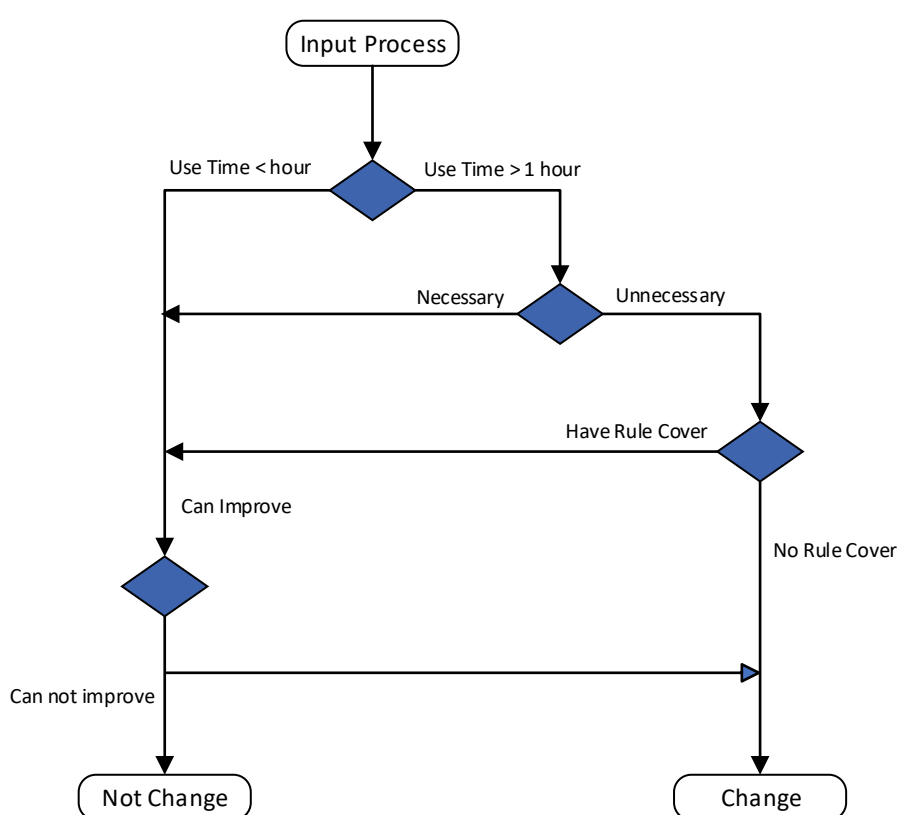 Input Process
Use Time < hour
Use Time > 1 hour
Necessary
Unnecessary
Have Rule Cover
Can Improve
No Rule Cover
Can not improve
Not Change
Change